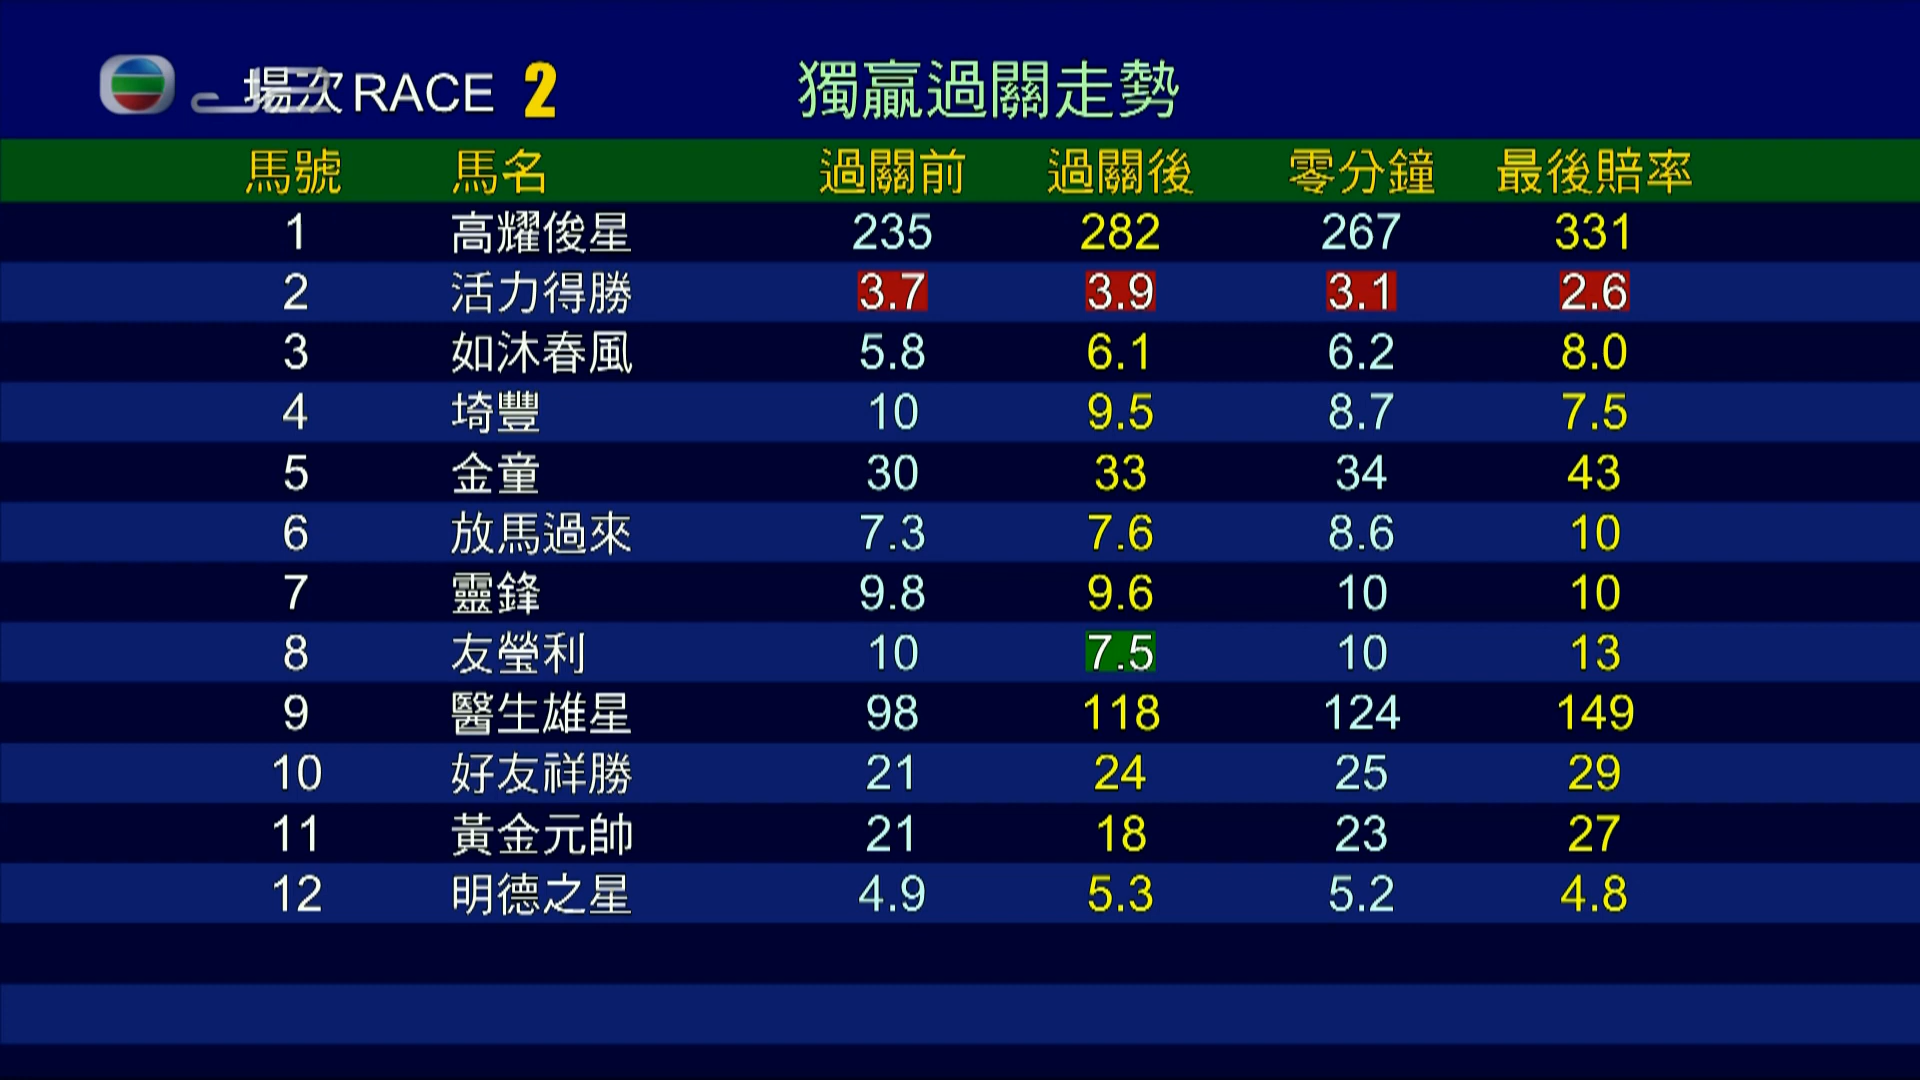 場次 RACE 2 獨贏過關走勢
馬號 馬名 過關前 過關後 零分鐘 最後賠率
1 高耀俊星 235 282 267 331
2 活力得勝 3.7 3.9 3.1 2.6
3 如沐春風 5.8 6.1 6.2 8.0
4 埼豐 10 9.5 8.7 7.5
5 金童 30 33 34 43
6 放馬過來 7.3 7.6 8.6 10
7 靈鋒 9.8 9.6 10 10
8 友瑩利 10 7.5 10 13
9 醫生雄星 98 118 124 149
10 好友祥勝 21 24 25 29
11 黃金元帥 21 18 23 27
12 明德之星 4.9 5.3 5.2 4.8